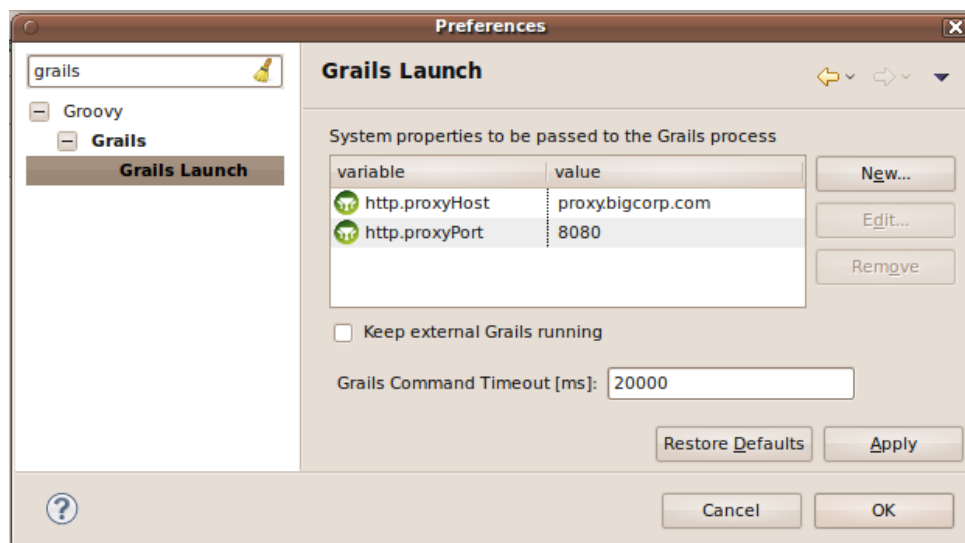 Preferences
grails
Groovy
Grails
Grails Launch
Grails Launch
System properties to be passed to the Grails process
variable value
http.proxyHost proxy.bigcorp.com
http.proxyPort 8080
New...
Edit...
Remove
Keep external Grails running
Grails Command Timeout [ms]: 20000
Restore Defaults Apply
? Cancel OK